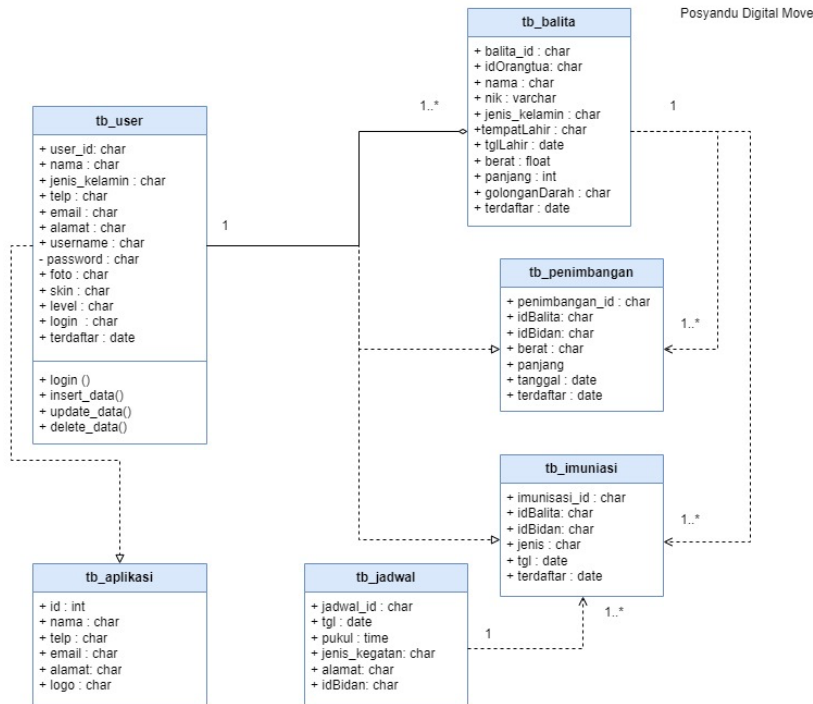 Posyandu Digital Move
tb_balita
+ balita_id : char
+ idOrangtua: char
+ nama : char
+ nik : varchar
+ jenis_kelamin : char
+tempatLahir : char
+ tglLahir : date
+ berat : float
+ panjang : int
+ golonganDarah : char
+ terdaftar : date
1..*
1
tb_user
+ user_id: char
+ nama : char
+ jenis_kelamin : char
+ telp : char
+ email : char
+ alamat : char
+ username : char
- password : char
+ foto : char
+ skin : char
+ level : char
+ login : char
+ terdaftar : date
+ login ()
+ insert_data()
+ update_data()
+ delete_data()
1
tb_penimbangan
+ penimbangan_id : char
+ idBalita: char
+ idBidan: char
+ berat : char
+ panjang
+ tanggal : date
+ terdaftar : date
1..*
tb_imuniasi
+ imunisasi_id : char
+ idBalita: char
+ idBidan: char
+ jenis : char
+ tgl : date
+ terdaftar : date
1..*
tb_aplikasi
+ id : int
+ nama : char
+ telp : char
+ email : char
+ alamat: char
+ logo : char
tb_jadwal
+ jadwal_id : char
+ tgl : date
+ pukul : time
+ jenis_kegatan: char
+ alamat: char
+ idBidan: char
1
1..*